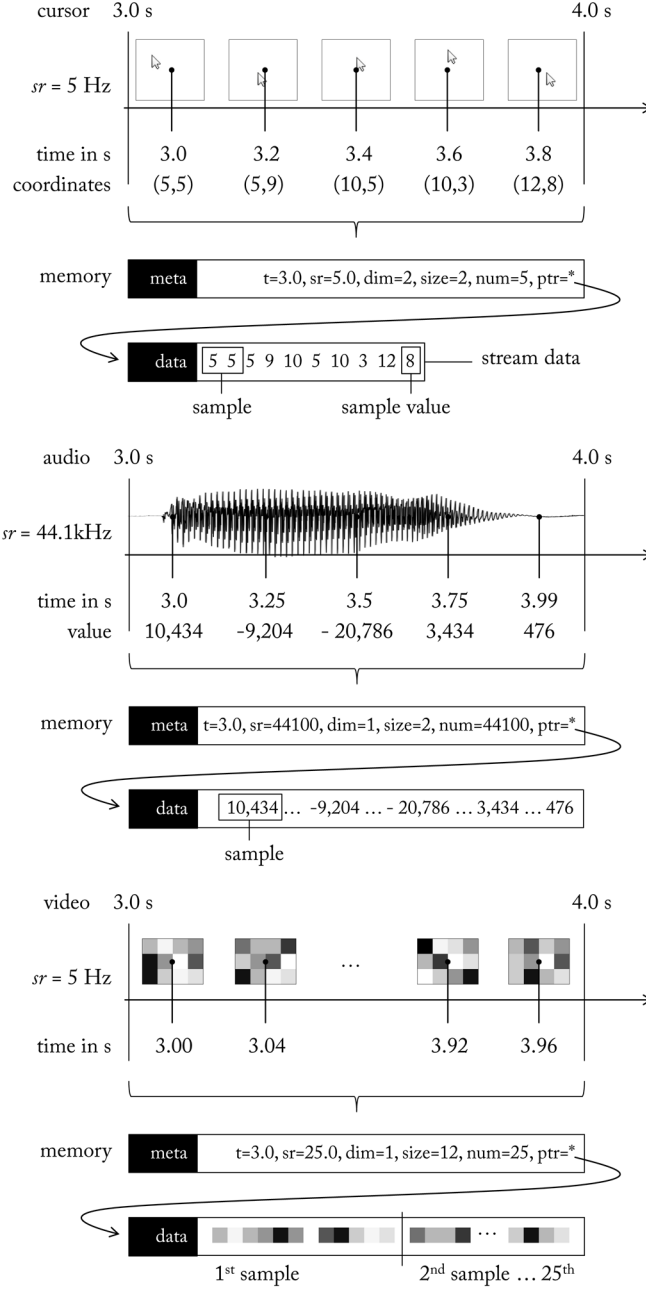 cursor 3.0 s 4.0 s
sr = 5 Hz
time in s 3.0 3.2 3.4 3.6 3.8
coordinates (5,5) (5,9) (10,5) (10,3) (12,8)
memory meta t=3.0, sr=5.0, dim=2, size=2, num=5, ptr=*
data 5 5 5 9 10 5 10 3 12 8 stream data
sample sample value
audio 3.0 s 4.0 s
sr = 44.1kHz
time in s 3.0 3.25 3.5 3.75 3.99
value 10,434 -9,204 - 20,786 3,434 476
memory meta t=3.0, sr=44100, dim=1, size=2, num=44100, ptr=*
data 10,434 … -9,204 … - 20,786 … 3,434 … 476
sample
video 3.0 s 4.0 s
…
sr = 5 Hz
time in s 3.00 3.04 3.92 3.96
memory meta t=3.0, sr=25.0, dim=1, size=12, num=25, ptr=*
data …
1st sample 2nd sample … 25th